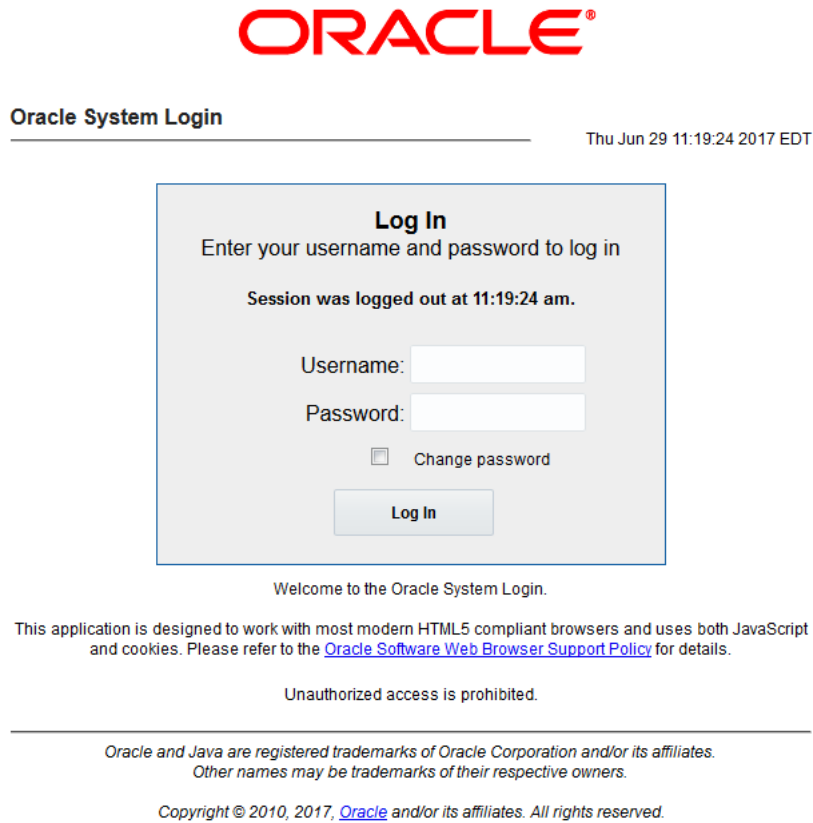 ORACLE®
Oracle System Login
Thu Jun 29 11:19:24 2017 EDT
Log In
Enter your username and password to log in
Session was logged out at 11:19:24 am.
Username:
Password:
Change password
Log In
Welcome to the Oracle System Login.
This application is designed to work with most modern HTML5 compliant browsers and uses both JavaScript
and cookies. Please refer to the Oracle Software Web Browser Support Policy for details.
Unauthorized access is prohibited.
Oracle and Java are registered trademarks of Oracle Corporation and/or its affiliates.
Other names may be trademarks of their respective owners.
Copyright © 2010, 2017, Oracle and/or its affiliates. All rights reserved.